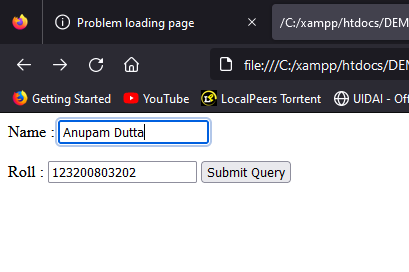 Problem loading page
/C:/xampp/htdocs/DEM
file:///C:/xampp/htdocs/DEM
Getting Started YouTube LocalPeers Torrtent UIDAI - Off
Name : Anupam Dutta
Roll : 123200803202 Submit Query